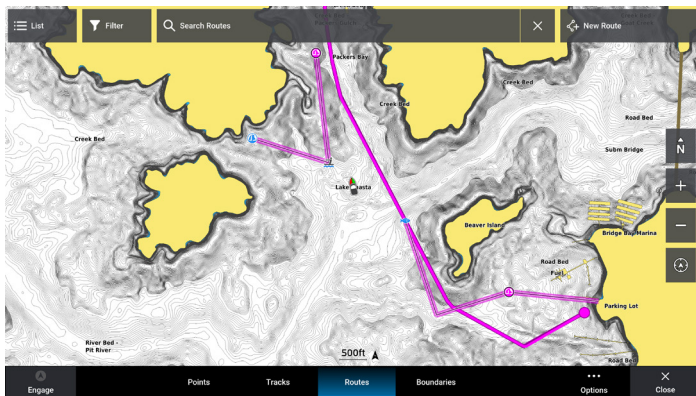 List
Filter
Search Routes
New Route
Packers Bay
Creek Bed
Creek Bed
Road Bed
Creek Bed
N
Subm Bridge
Beaver Island
Bridge Bay Marina
Road Bed
Fuel
Parking Lot
River Bed -
Pit River
500ft
Road Bed
Engage
Points
Tracks
Routes
Boundaries
Options
Close